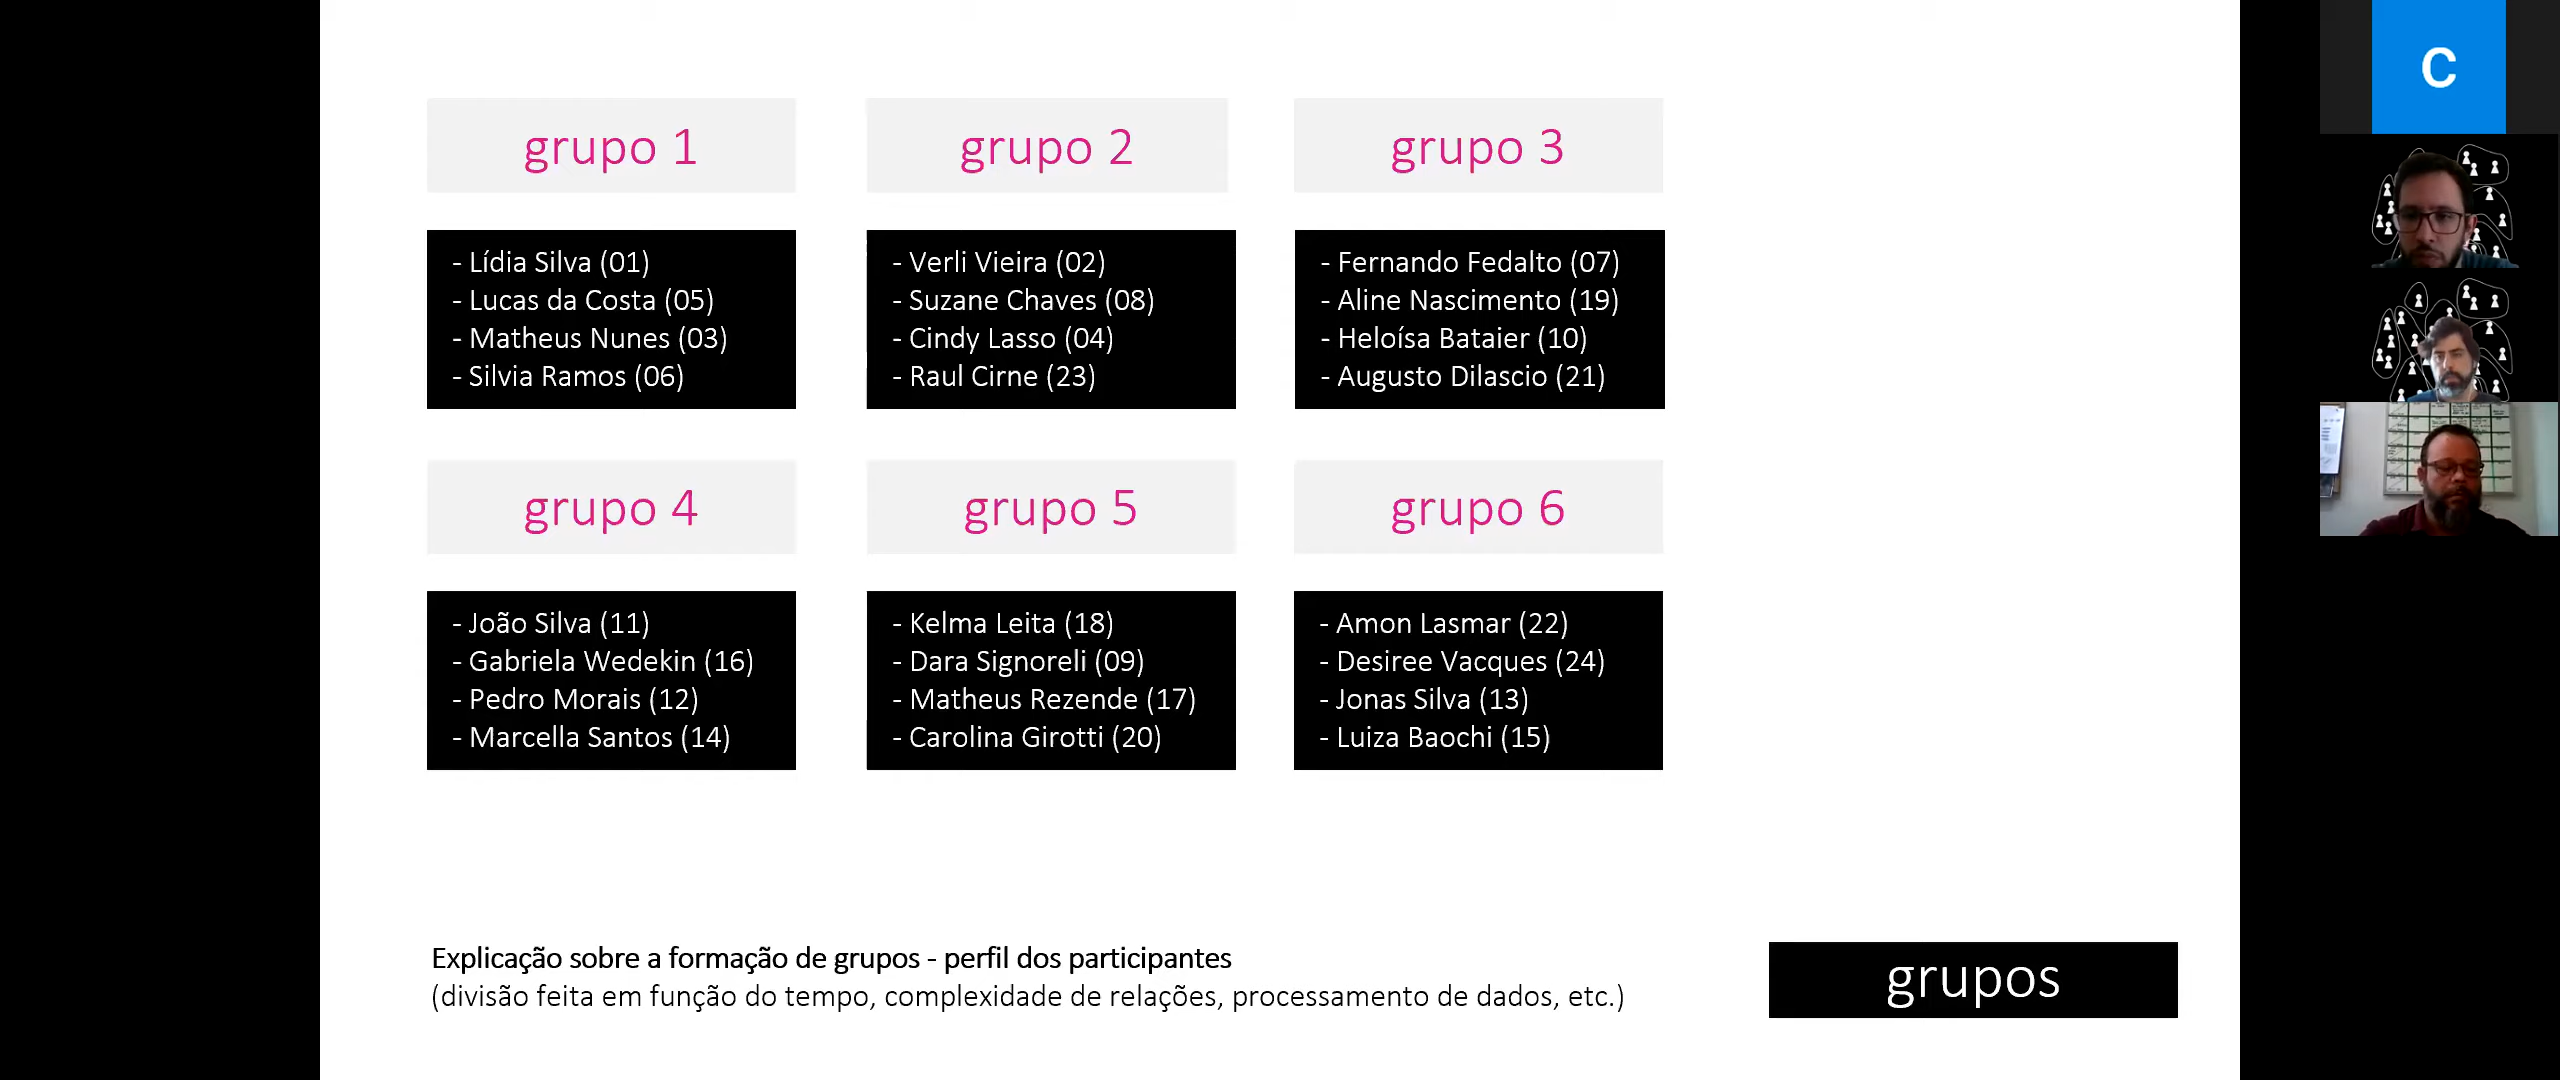 grupo 1
- Lídia Silva (01)
- Lucas da Costa (05)
- Matheus Nunes (03)
- Silvia Ramos (06)
grupo 2
- Verli Vieira (02)
- Suzane Chaves (08)
- Cindy Lasso (04)
- Raul Cirne (23)
grupo 3
- Fernando Fedalto (07)
- Aline Nascimento (19)
- Heloísa Bataier (10)
- Augusto Dilascio (21)
grupo 4
- João Silva (11)
- Gabriela Wedekin (16)
- Pedro Morais (12)
- Marcella Santos (14)
grupo 5
- Kelma Leita (18)
- Dara Signoreli (09)
- Matheus Rezende (17)
- Carolina Girotti (20)
grupo 6
- Amon Lasmar (22)
- Desiree Vacques (24)
- Jonas Silva (13)
- Luiza Baochi (15)
Explicação sobre a formação de grupos - perfil dos participantes
(divisão feita em função do tempo, complexidade de relações, processamento de dados, etc.)
grupos
C